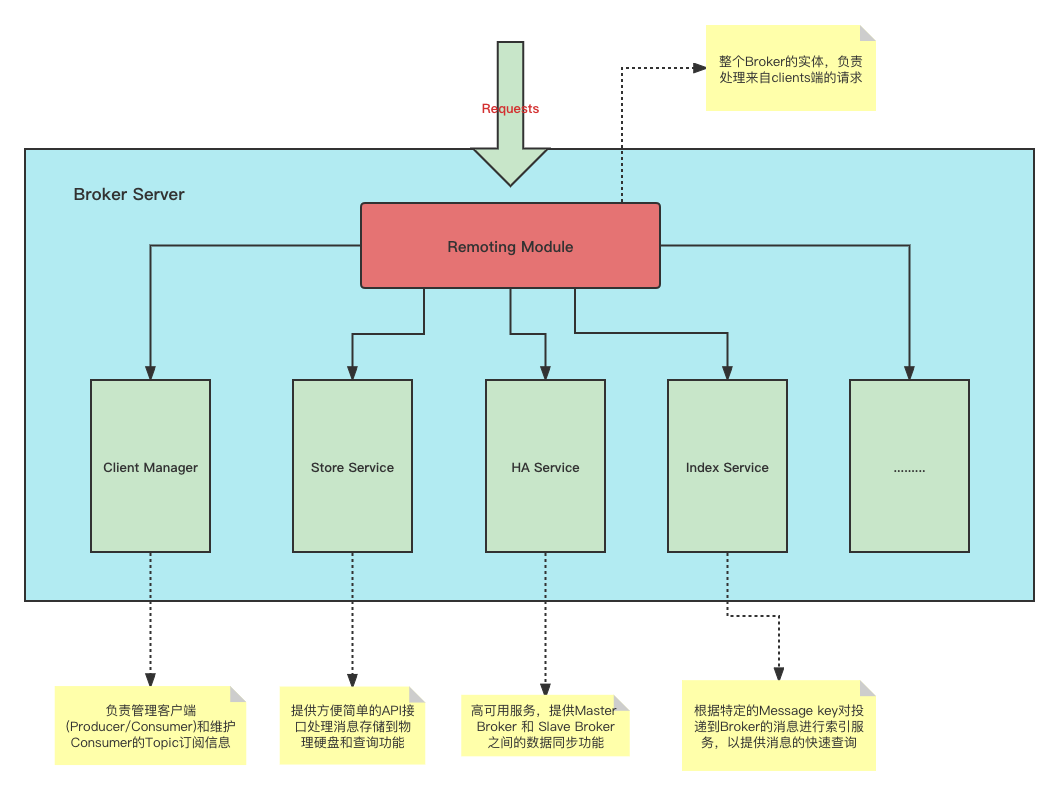 整个Broker的实体，负责
处理来自clients端的请求
Requests
Broker Server
Remoting Module
Client Manager
Store Service
HA Service
Index Service
.........
负责管理客户端
(Producer/Consumer)和维护
Consumer的Topic订阅信息
提供方便简单的API接
口处理消息存储到物
理硬盘和查询功能
高可用服务，提供Master
Broker 和 Slave Broker
之间的数据同步功能
根据特定的Message key对投
递到Broker的消息进行索引服
务，以提供消息的快速查询